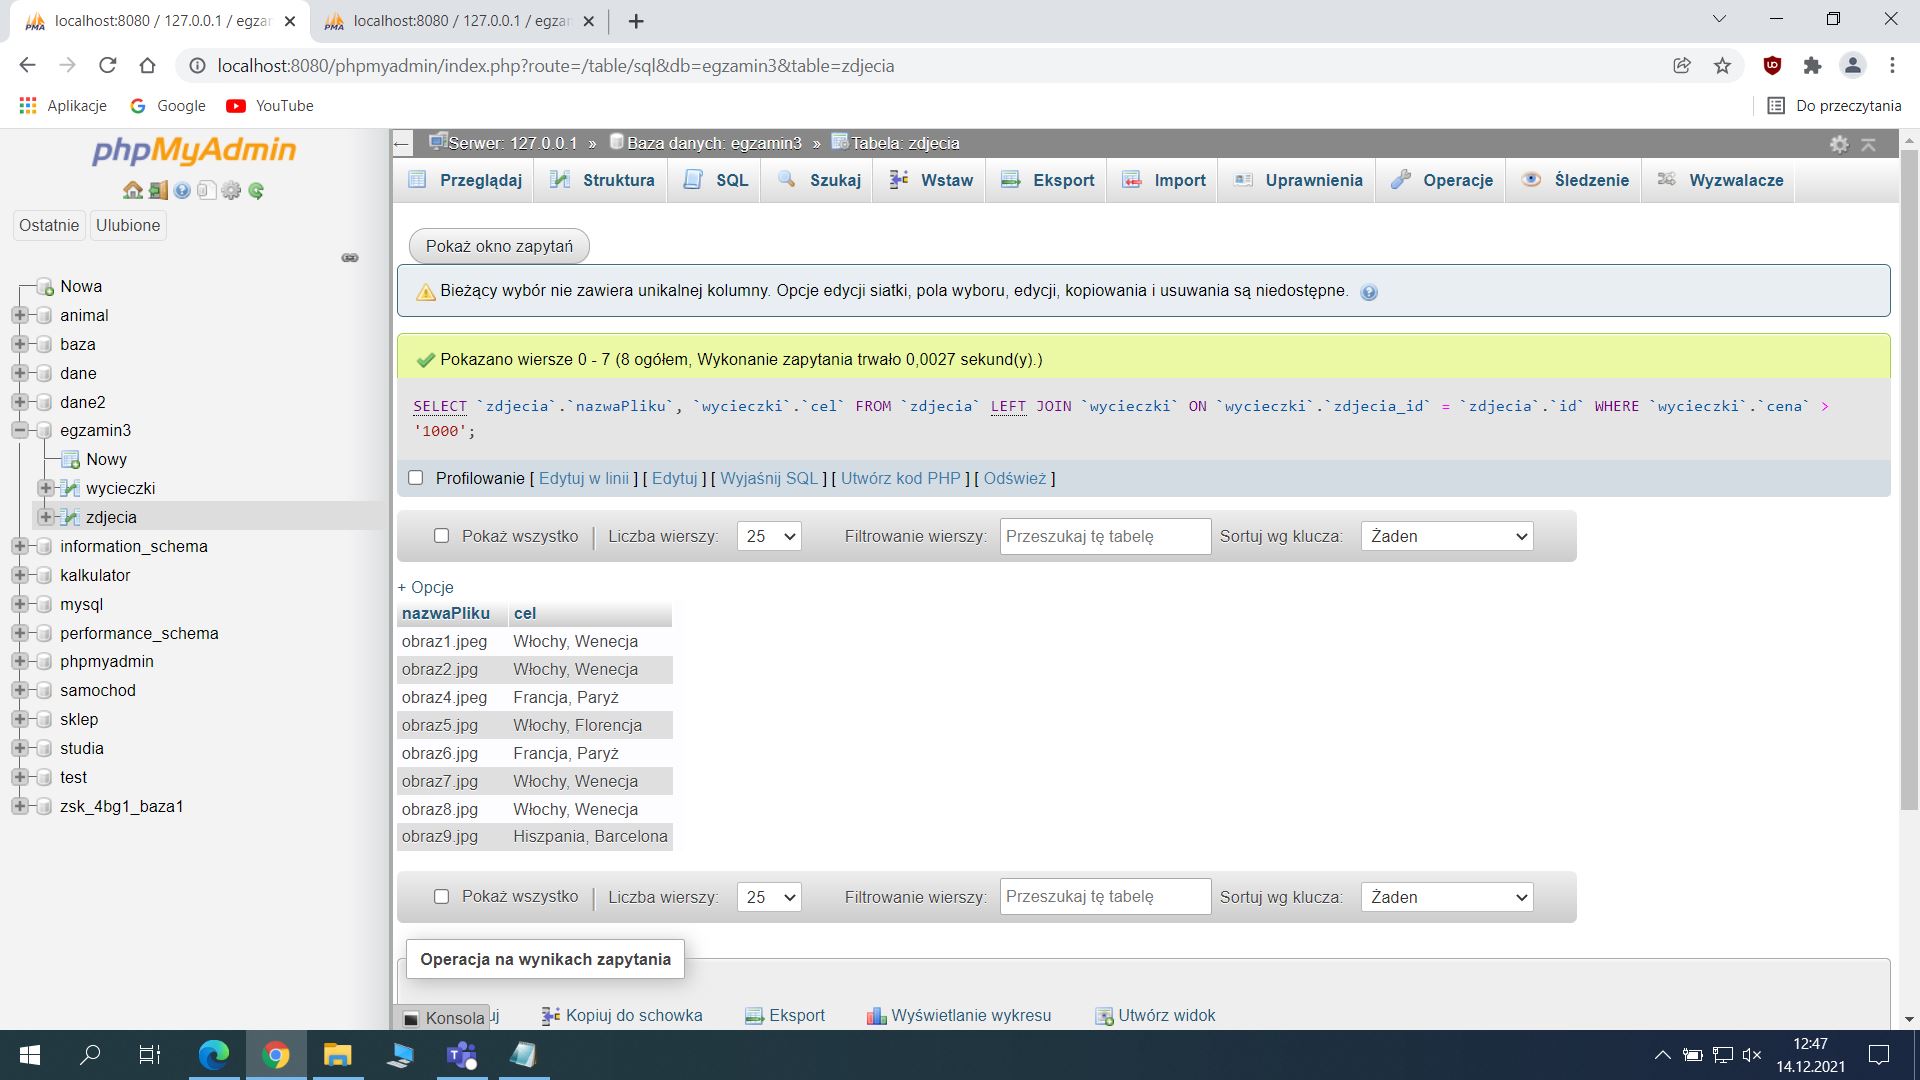 localhost:8080 / 127.0.0.1 / egzar
localhost:8080 / 127.0.0.1 / egzan
localhost:8080/phpmyadmin/index.php?route=/table/sql&db=egzamin3&table=zdjecia
Aplikacje Google YouTube Do przeczytania
phpMyAdmin
Ostatnie Ulubione
Nowa
animal
baza
dane
dane2
egzamin3
Nowy
wycieczki
zdjecia
information_schema
kalkulator
mysql
performance_schema
phpmyadmin
samochod
sklep
studia
test
zsk_4bg1_baza1
Serwer: 127.0.0.1 » Baza danych: egzamin3 » Tabela: zdjecia
Przeglądaj Struktura SQL Szukaj Wstaw Eksport Import Uprawnienia Operacje Śledzenie Wyzwalacze
Pokaż okno zapytań
Bieżący wybór nie zawiera unikalnej kolumny. Opcje edycji siatki, pola wyboru, edycji, kopiowania i usuwania są niedostępne.
Pokazano wiersze 0 - 7 (8 ogółem, Wykonanie zapytania trwało 0,0027 sekund(y).)
SELECT `zdjecia`.`nazwaPliku`, `wycieczki`.`cel` FROM `zdjecia` LEFT JOIN `wycieczki` ON `wycieczki`.`zdjecia_id` = `zdjecia`.`id` WHERE `wycieczki`.`cena` >
'1000';
Profilowanie [ Edytuj w linii ] [ Edytuj ] [ Wyjaśnij SQL ] [ Utwórz kod PHP ] [ Odśwież ]
Pokaż wszystko | Liczba wierszy: 25 Filtrowanie wierszy: Przeszukaj tę tabelę Sortuj wg klucza: Żaden
+ Opcje
nazwaPliku cel
obraz1.jpeg Włochy, Wenecja
obraz2.jpg Włochy, Wenecja
obraz4.jpeg Francja, Paryż
obraz5.jpg Włochy, Florencja
obraz6.jpg Francja, Paryż
obraz7.jpg Włochy, Wenecja
obraz8.jpg Włochy, Wenecja
obraz9.jpg Hiszpania, Barcelona
Pokaż wszystko | Liczba wierszy: 25 Filtrowanie wierszy: Przeszukaj tę tabelę Sortuj wg klucza: Żaden
Operacja na wynikach zapytania
Konsola uj Kopiuj do schowka Eksport Wyświetlanie wykresu Utwórz widok
12:47
14.12.2021